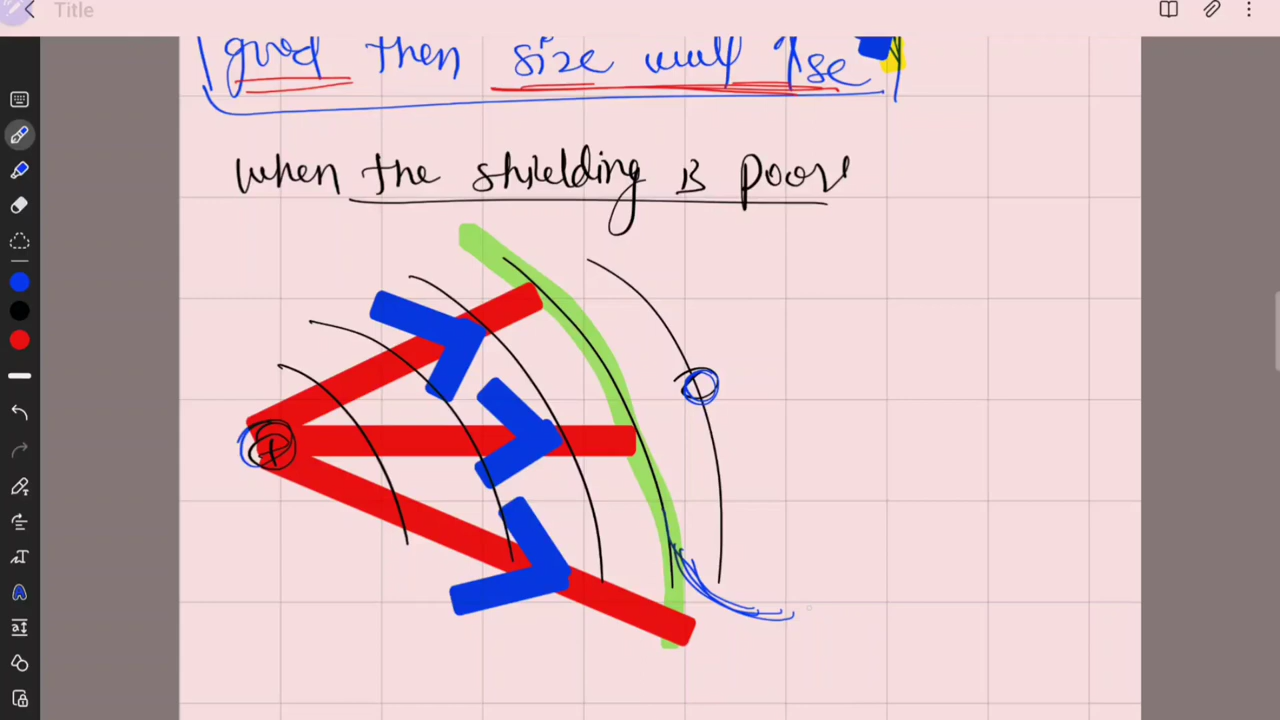 Title
good then size will ↑se
when the shielding is poor
+